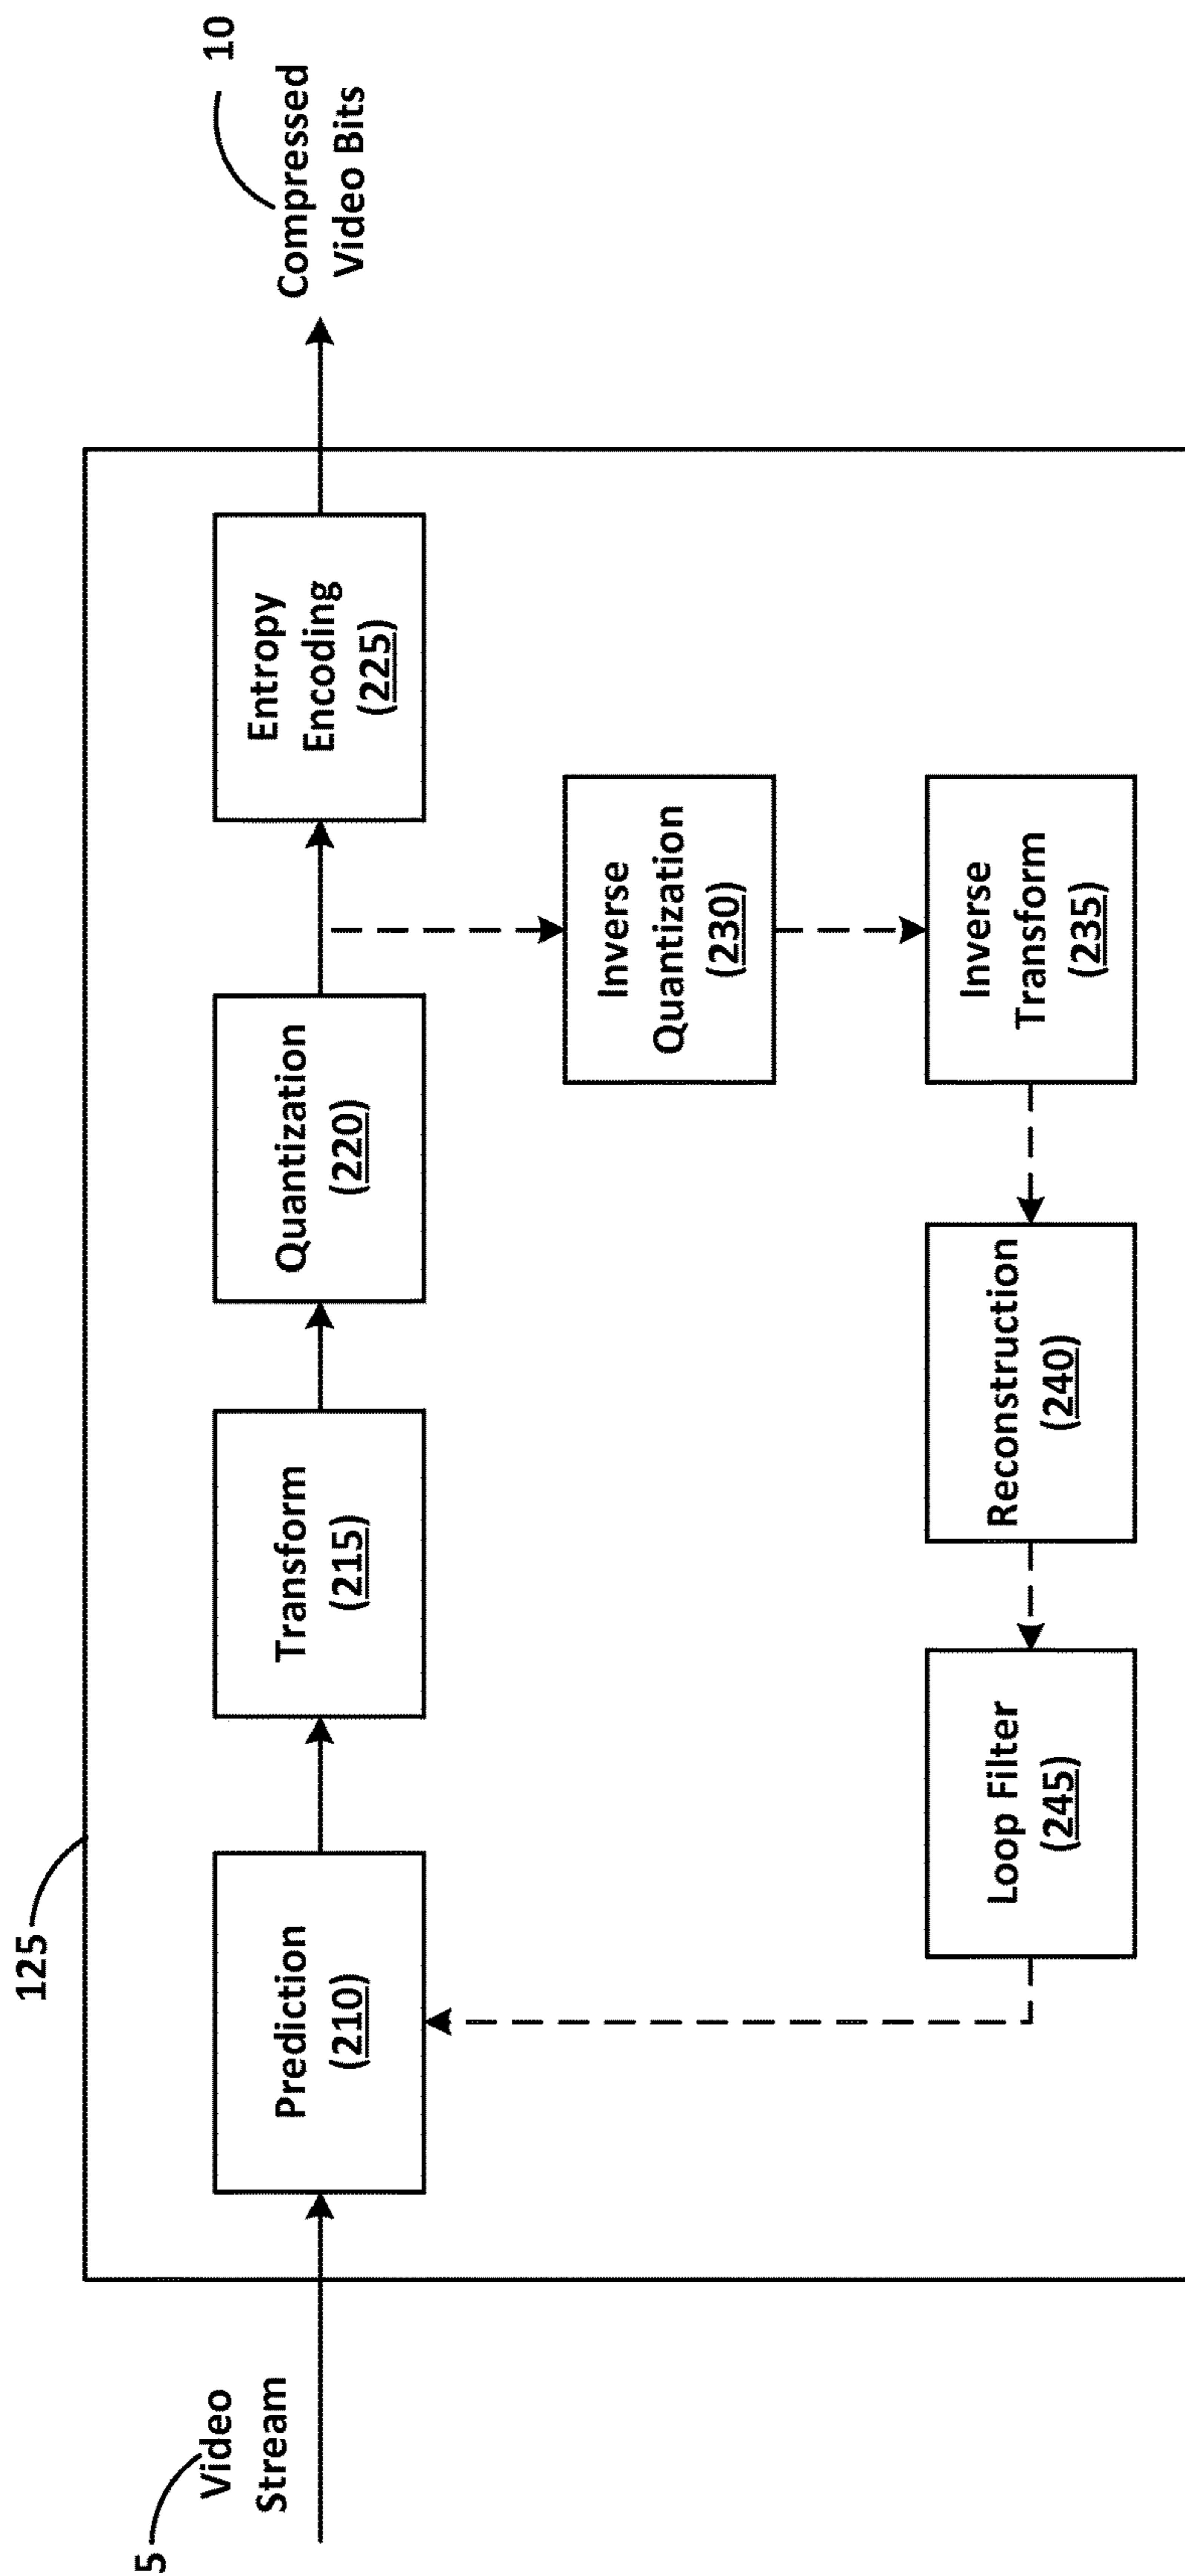 125
5
Video
Stream
Prediction
(210)
Transform
(215)
Quantization
(220)
Entropy
Encoding
(225)
10
Compressed
Video Bits
Inverse
Quantization
(230)
Loop Filter
(245)
Reconstruction
(240)
Inverse
Transform
(235)